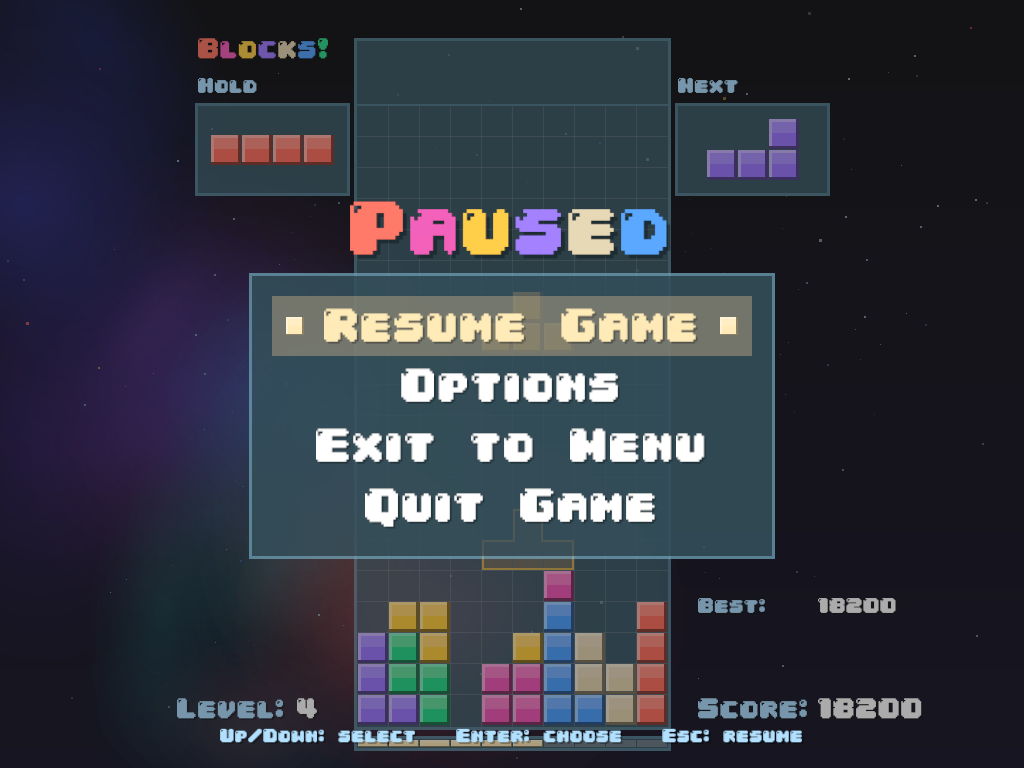 Blocks!
Hold
Next
Paused
Resume Game
Options
Exit to Menu
Quit Game
Best: 18200
Level: 4
Score: 18200
Up/Down: select Enter: choose Esc: resume